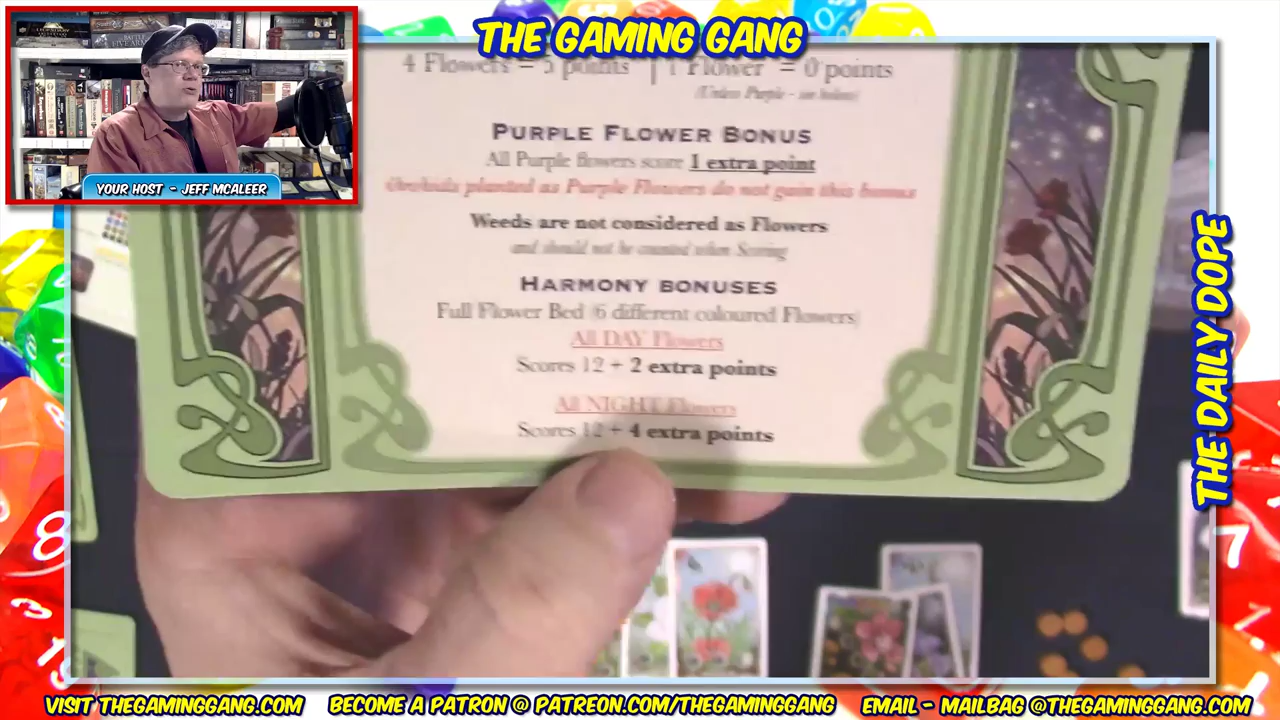 THE GAMING GANG
4 Flowers = 5 points | 1 Flower = 0 points
(Unless Purple - see below)
PURPLE FLOWER BONUS
All Purple flowers score 1 extra point
Orchids planted as Purple Flowers do not gain this bonus
Weeds are not considered as Flowers
and should not be counted when Scoring
HARMONY BONUSES
Full Flower Bed (6 different coloured Flowers)
All DAY Flowers
Scores 12 + 2 extra points
All NIGHT Flowers
Scores 12 + 4 extra points
YOUR HOST - JEFF MCALEER
THE DAILY DOPE
VISIT THEGAMINGGANG.COM BECOME A PATRON @ PATREON.COM/THEGAMINGGANG EMAIL - MAILBAG @THEGAMINGGANG.COM